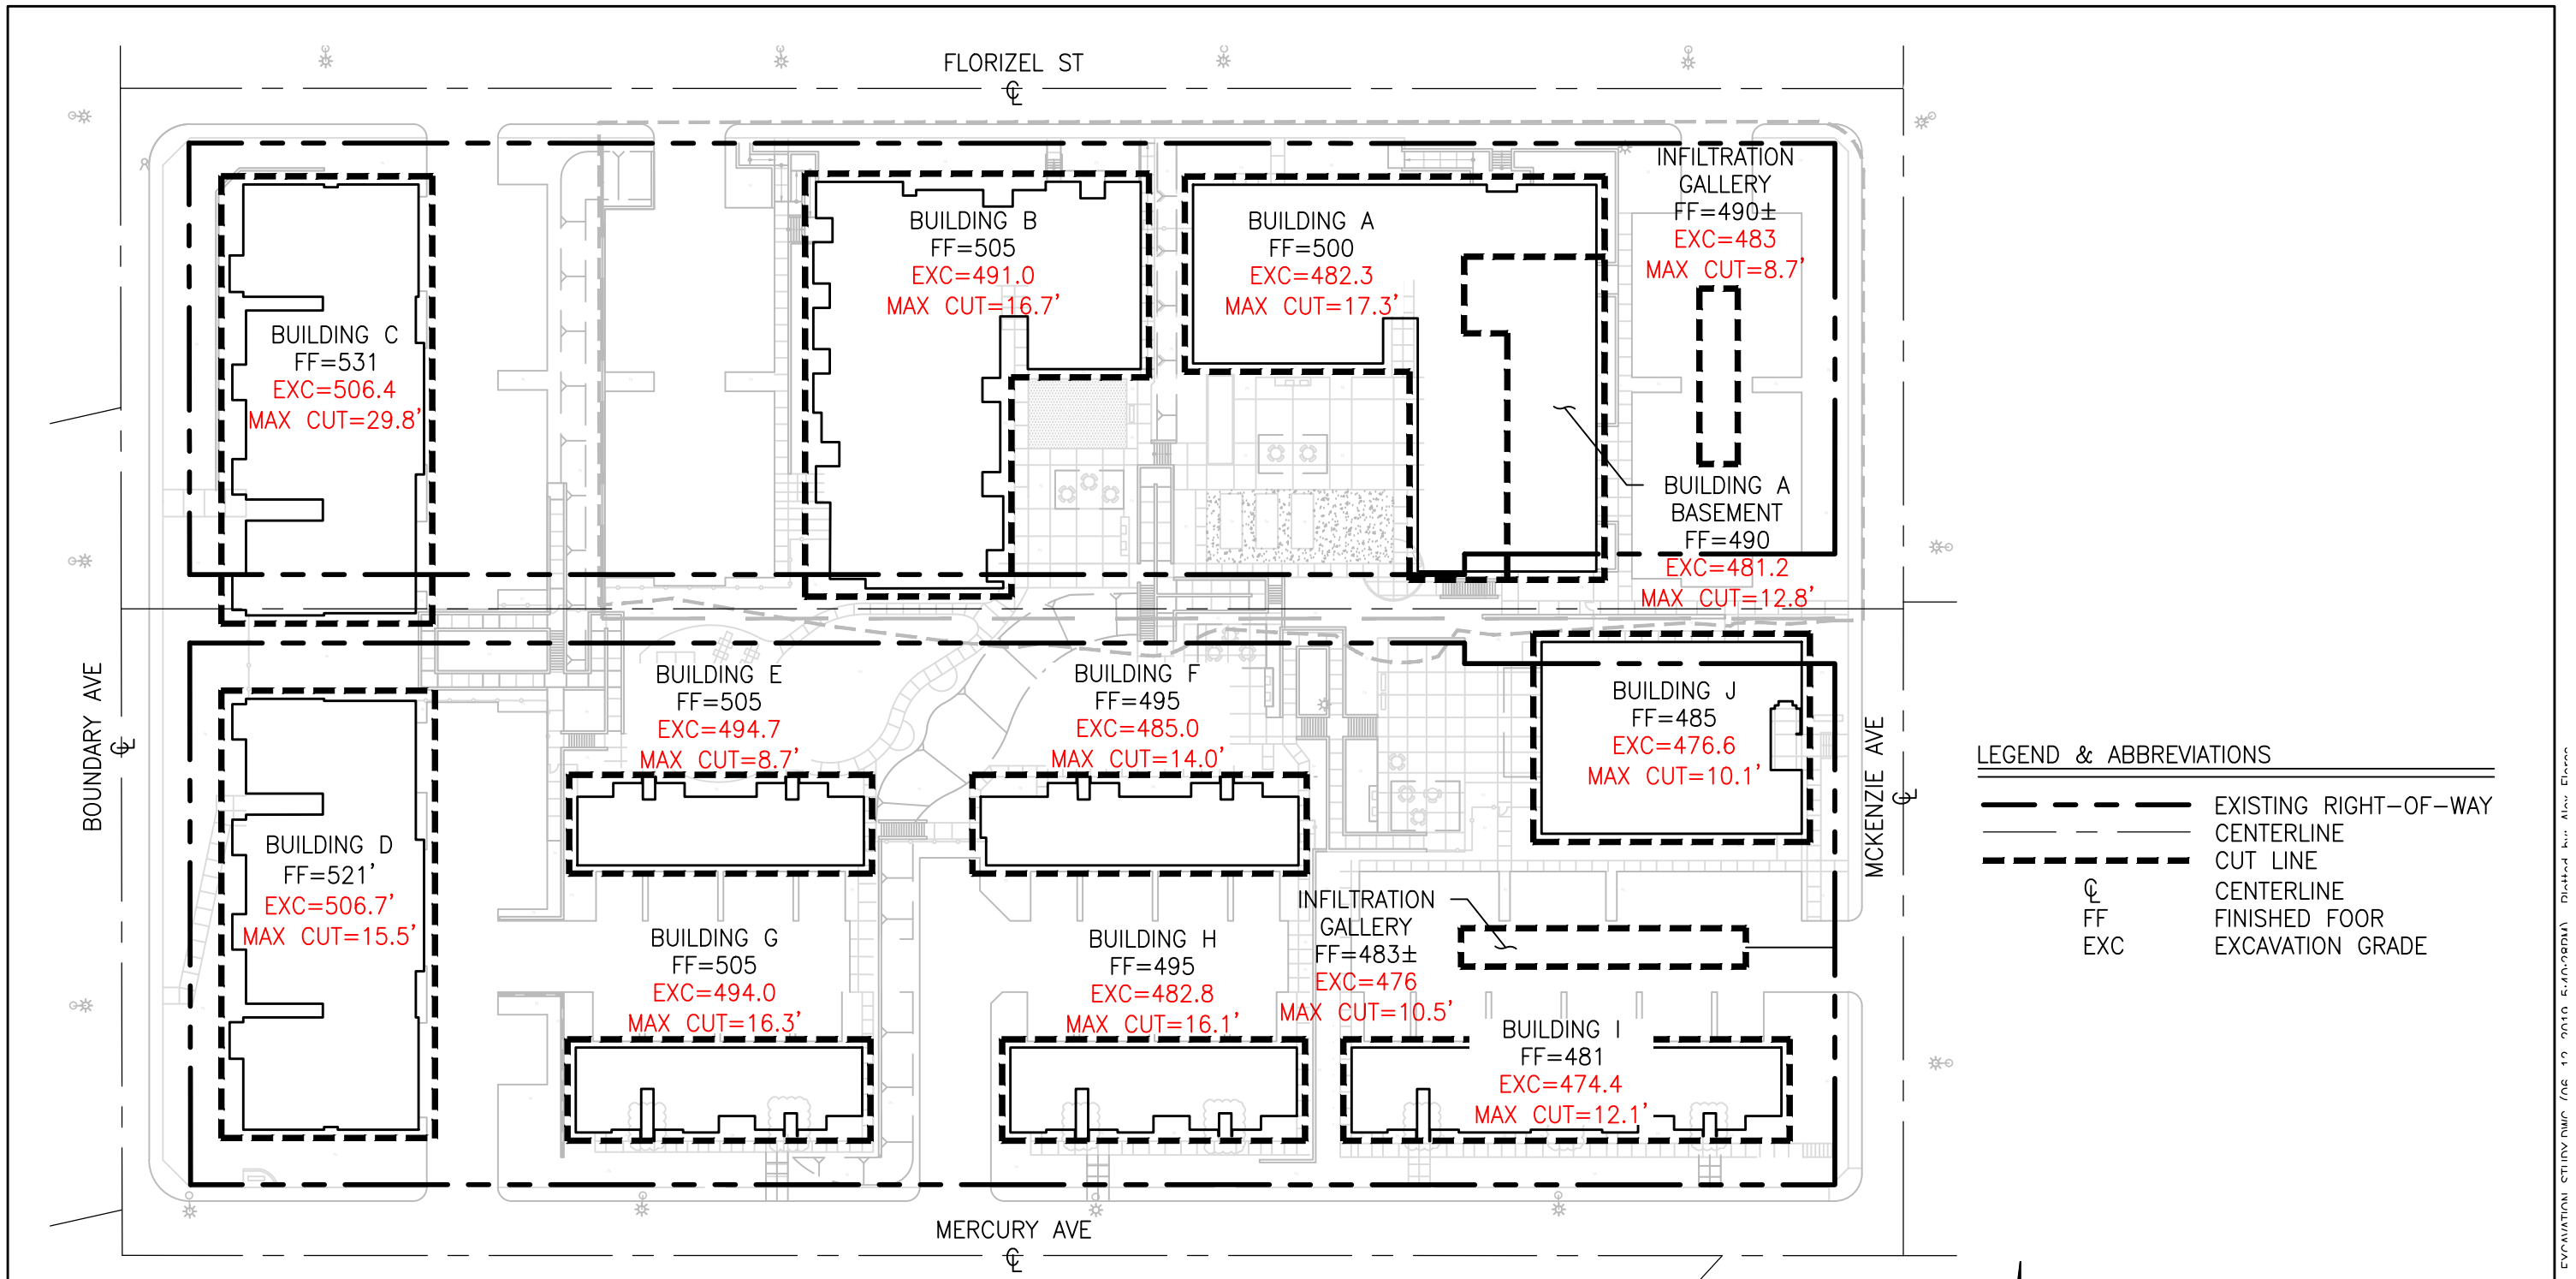 FLORIZEL ST
℄
INFILTRATION
GALLERY
FF=490±
EXC=483
MAX CUT=8.7'
BUILDING B
FF=505
EXC=491.0
MAX CUT=16.7'
BUILDING A
FF=500
EXC=482.3
MAX CUT=17.3'
BUILDING C
FF=531
EXC=506.4
MAX CUT=29.8'
BUILDING A
BASEMENT
FF=490
EXC=481.2
MAX CUT=12.8'
BOUNDARY AVE
℄
BUILDING E
FF=505
EXC=494.7
MAX CUT=8.7'
BUILDING F
FF=495
EXC=485.0
MAX CUT=14.0'
BUILDING J
FF=485
EXC=476.6
MAX CUT=10.1'
MCKENZIE AVE
℄
BUILDING D
FF=521'
EXC=506.7'
MAX CUT=15.5'
BUILDING G
FF=505
EXC=494.0
MAX CUT=16.3'
BUILDING H
FF=495
EXC=482.8
MAX CUT=16.1'
INFILTRATION
GALLERY
FF=483±
EXC=476
MAX CUT=10.5'
BUILDING I
FF=481
EXC=474.4
MAX CUT=12.1'
MERCURY AVE
℄
LEGEND & ABBREVIATIONS
EXISTING RIGHT-OF-WAY
CENTERLINE
CUT LINE
℄ CENTERLINE
FF FINISHED FOOR
EXC EXCAVATION GRADE